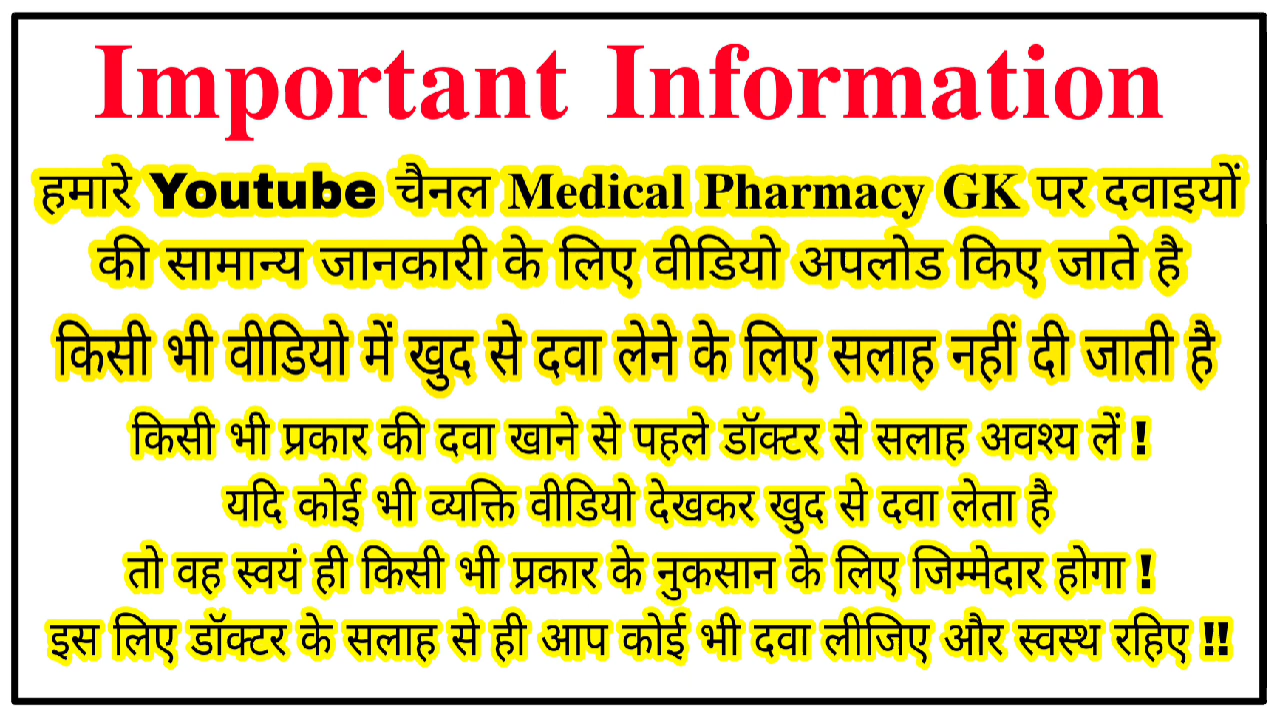 Important Information
हमारे Youtube चैनल Medical Pharmacy GK पर दवाइयों
की सामान्य जानकारी के लिए वीडियो अपलोड किए जाते है
किसी भी वीडियो में खुद से दवा लेने के लिए सलाह नहीं दी जाती है
किसी भी प्रकार की दवा खाने से पहले डॉक्टर से सलाह अवश्य लें !
यदि कोई भी व्यक्ति वीडियो देखकर खुद से दवा लेता है
तो वह स्वयं ही किसी भी प्रकार के नुकसान के लिए जिम्मेदार होगा !
इस लिए डॉक्टर के सलाह से ही आप कोई भी दवा लीजिए और स्वस्थ रहिए !!